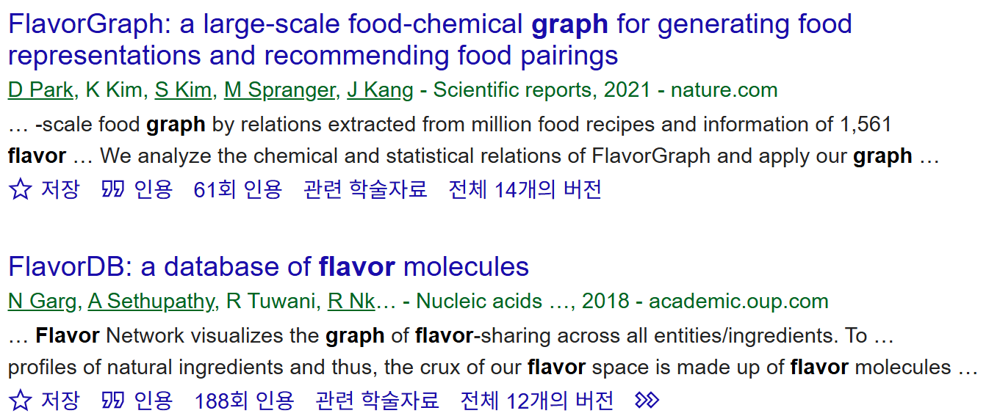 FlavorGraph: a large-scale food-chemical graph for generating food
representations and recommending food pairings
D Park, K Kim, S Kim, M Spranger, J Kang - Scientific reports, 2021 - nature.com
… -scale food graph by relations extracted from million food recipes and information of 1,561
flavor … We analyze the chemical and statistical relations of FlavorGraph and apply our graph …
저장 인용 61회 인용 관련 학술자료 전체 14개의 버전
FlavorDB: a database of flavor molecules
N Garg, A Sethupathy, R Tuwani, R Nk… - Nucleic acids …, 2018 - academic.oup.com
… Flavor Network visualizes the graph of flavor-sharing across all entities/ingredients. To …
profiles of natural ingredients and thus, the crux of our flavor space is made up of flavor molecules …
저장 인용 188회 인용 관련 학술자료 전체 12개의 버전